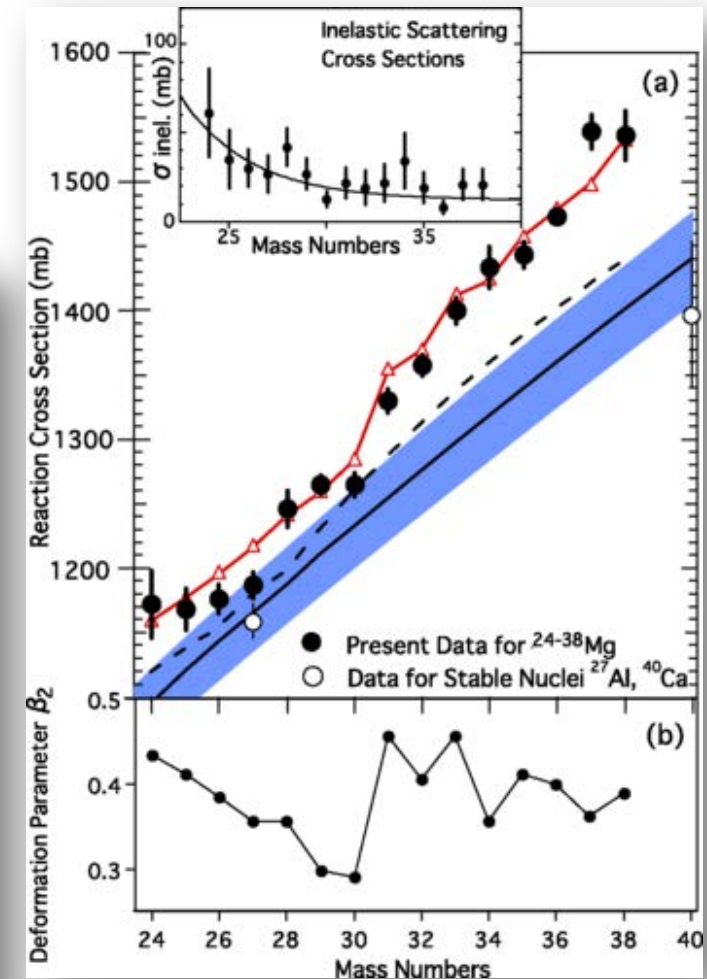 Inelastic Scattering
Cross Sections
(a)
100
0
25
35
σ inel. (mb)
Mass Numbers
1600
1500
1400
1300
1200
1100
Reaction Cross Section (mb)
● Present Data for ²⁴⁻³⁸Mg
○ Data for Stable Nuclei ²⁷Al, ⁴⁰Ca
(b)
0.5
0.4
0.3
Deformation Parameter β₂
24 26 28 30 32 34 36 38 40
Mass Numbers